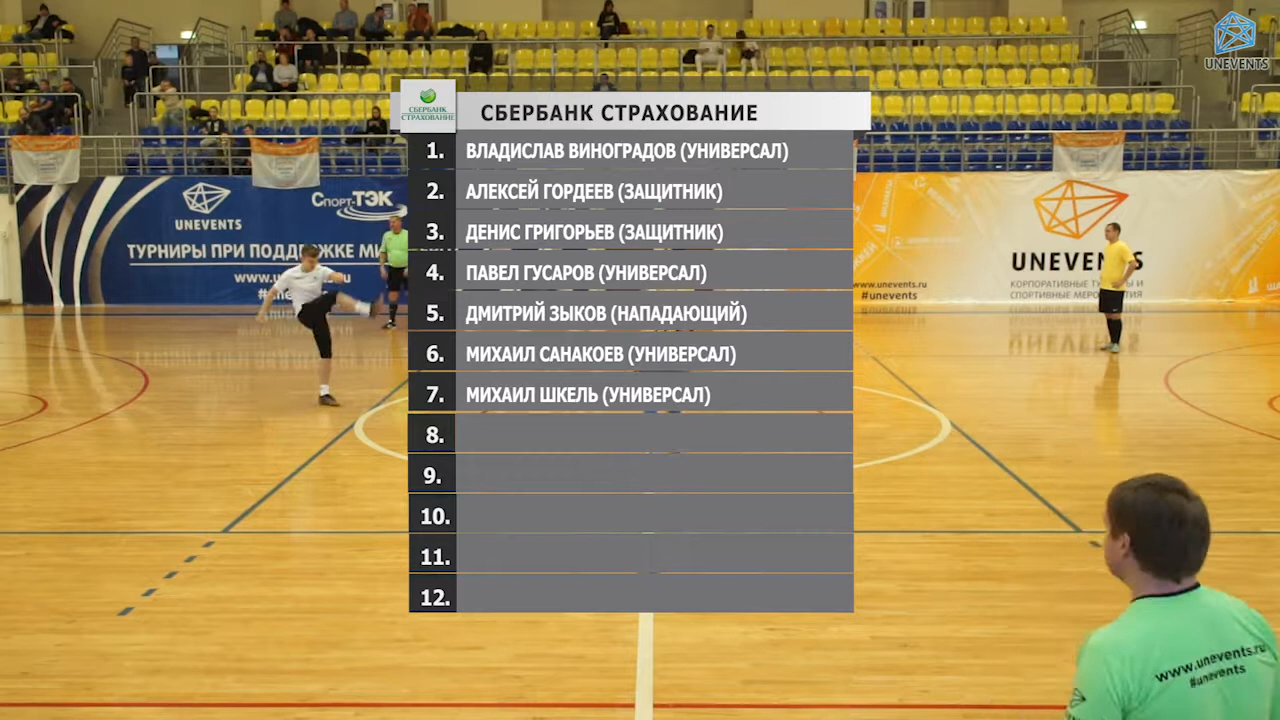 UNEVENTS
СБЕРБАНК
СТРАХОВАНИЕ
СБЕРБАНК СТРАХОВАНИЕ
1. ВЛАДИСЛАВ ВИНОГРАДОВ (УНИВЕРСАЛ)
2. АЛЕКСЕЙ ГОРДЕЕВ (ЗАЩИТНИК)
3. ДЕНИС ГРИГОРЬЕВ (ЗАЩИТНИК)
4. ПАВЕЛ ГУСАРОВ (УНИВЕРСАЛ)
5. ДМИТРИЙ ЗЫКОВ (НАПАДАЮЩИЙ)
6. МИХАИЛ САНАКОЕВ (УНИВЕРСАЛ)
7. МИХАИЛ ШКЕЛЬ (УНИВЕРСАЛ)
8.
9.
10.
11.
12.
UNEVENTS
СПОРТ-ТЭК
ТУРНИРЫ ПРИ ПОДДЕРЖКЕ
www.unevents.ru
#unevents
UNEVENTS
КОРПОРАТИВНЫЕ
СПОРТИВНЫЕ
www.unevents.ru
#unevents